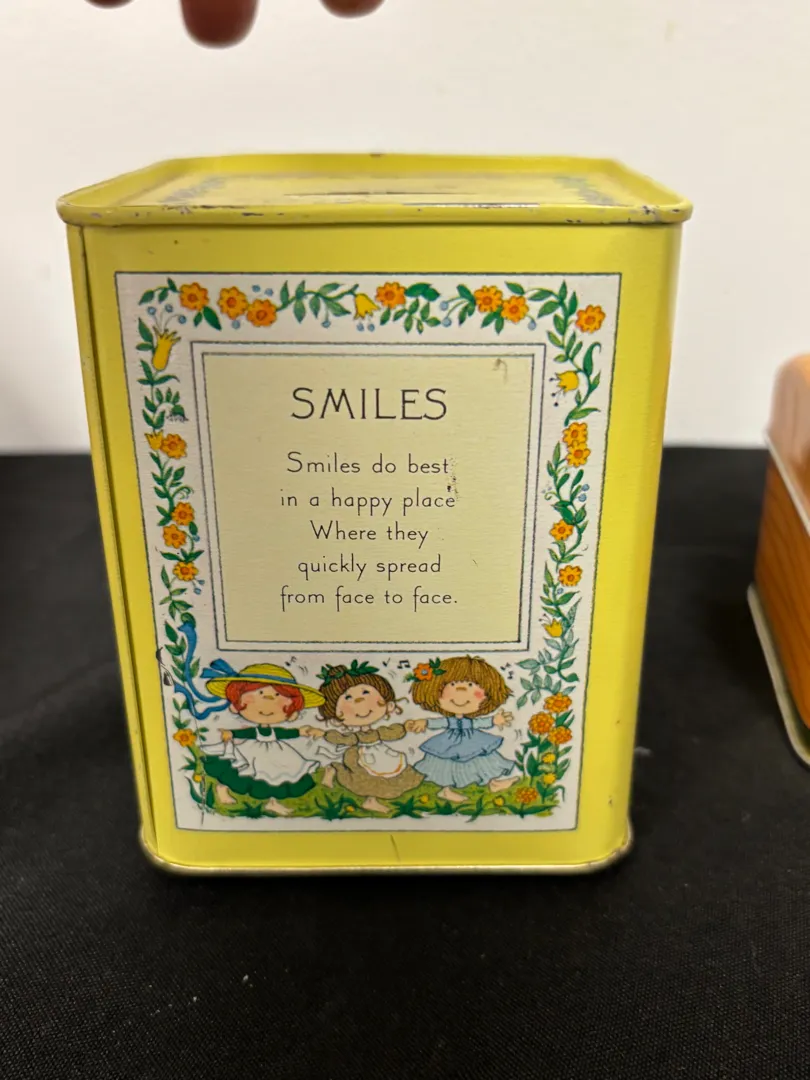 SMILES
Smiles do best
in a happy place
Where they
quickly spread
from face to face.